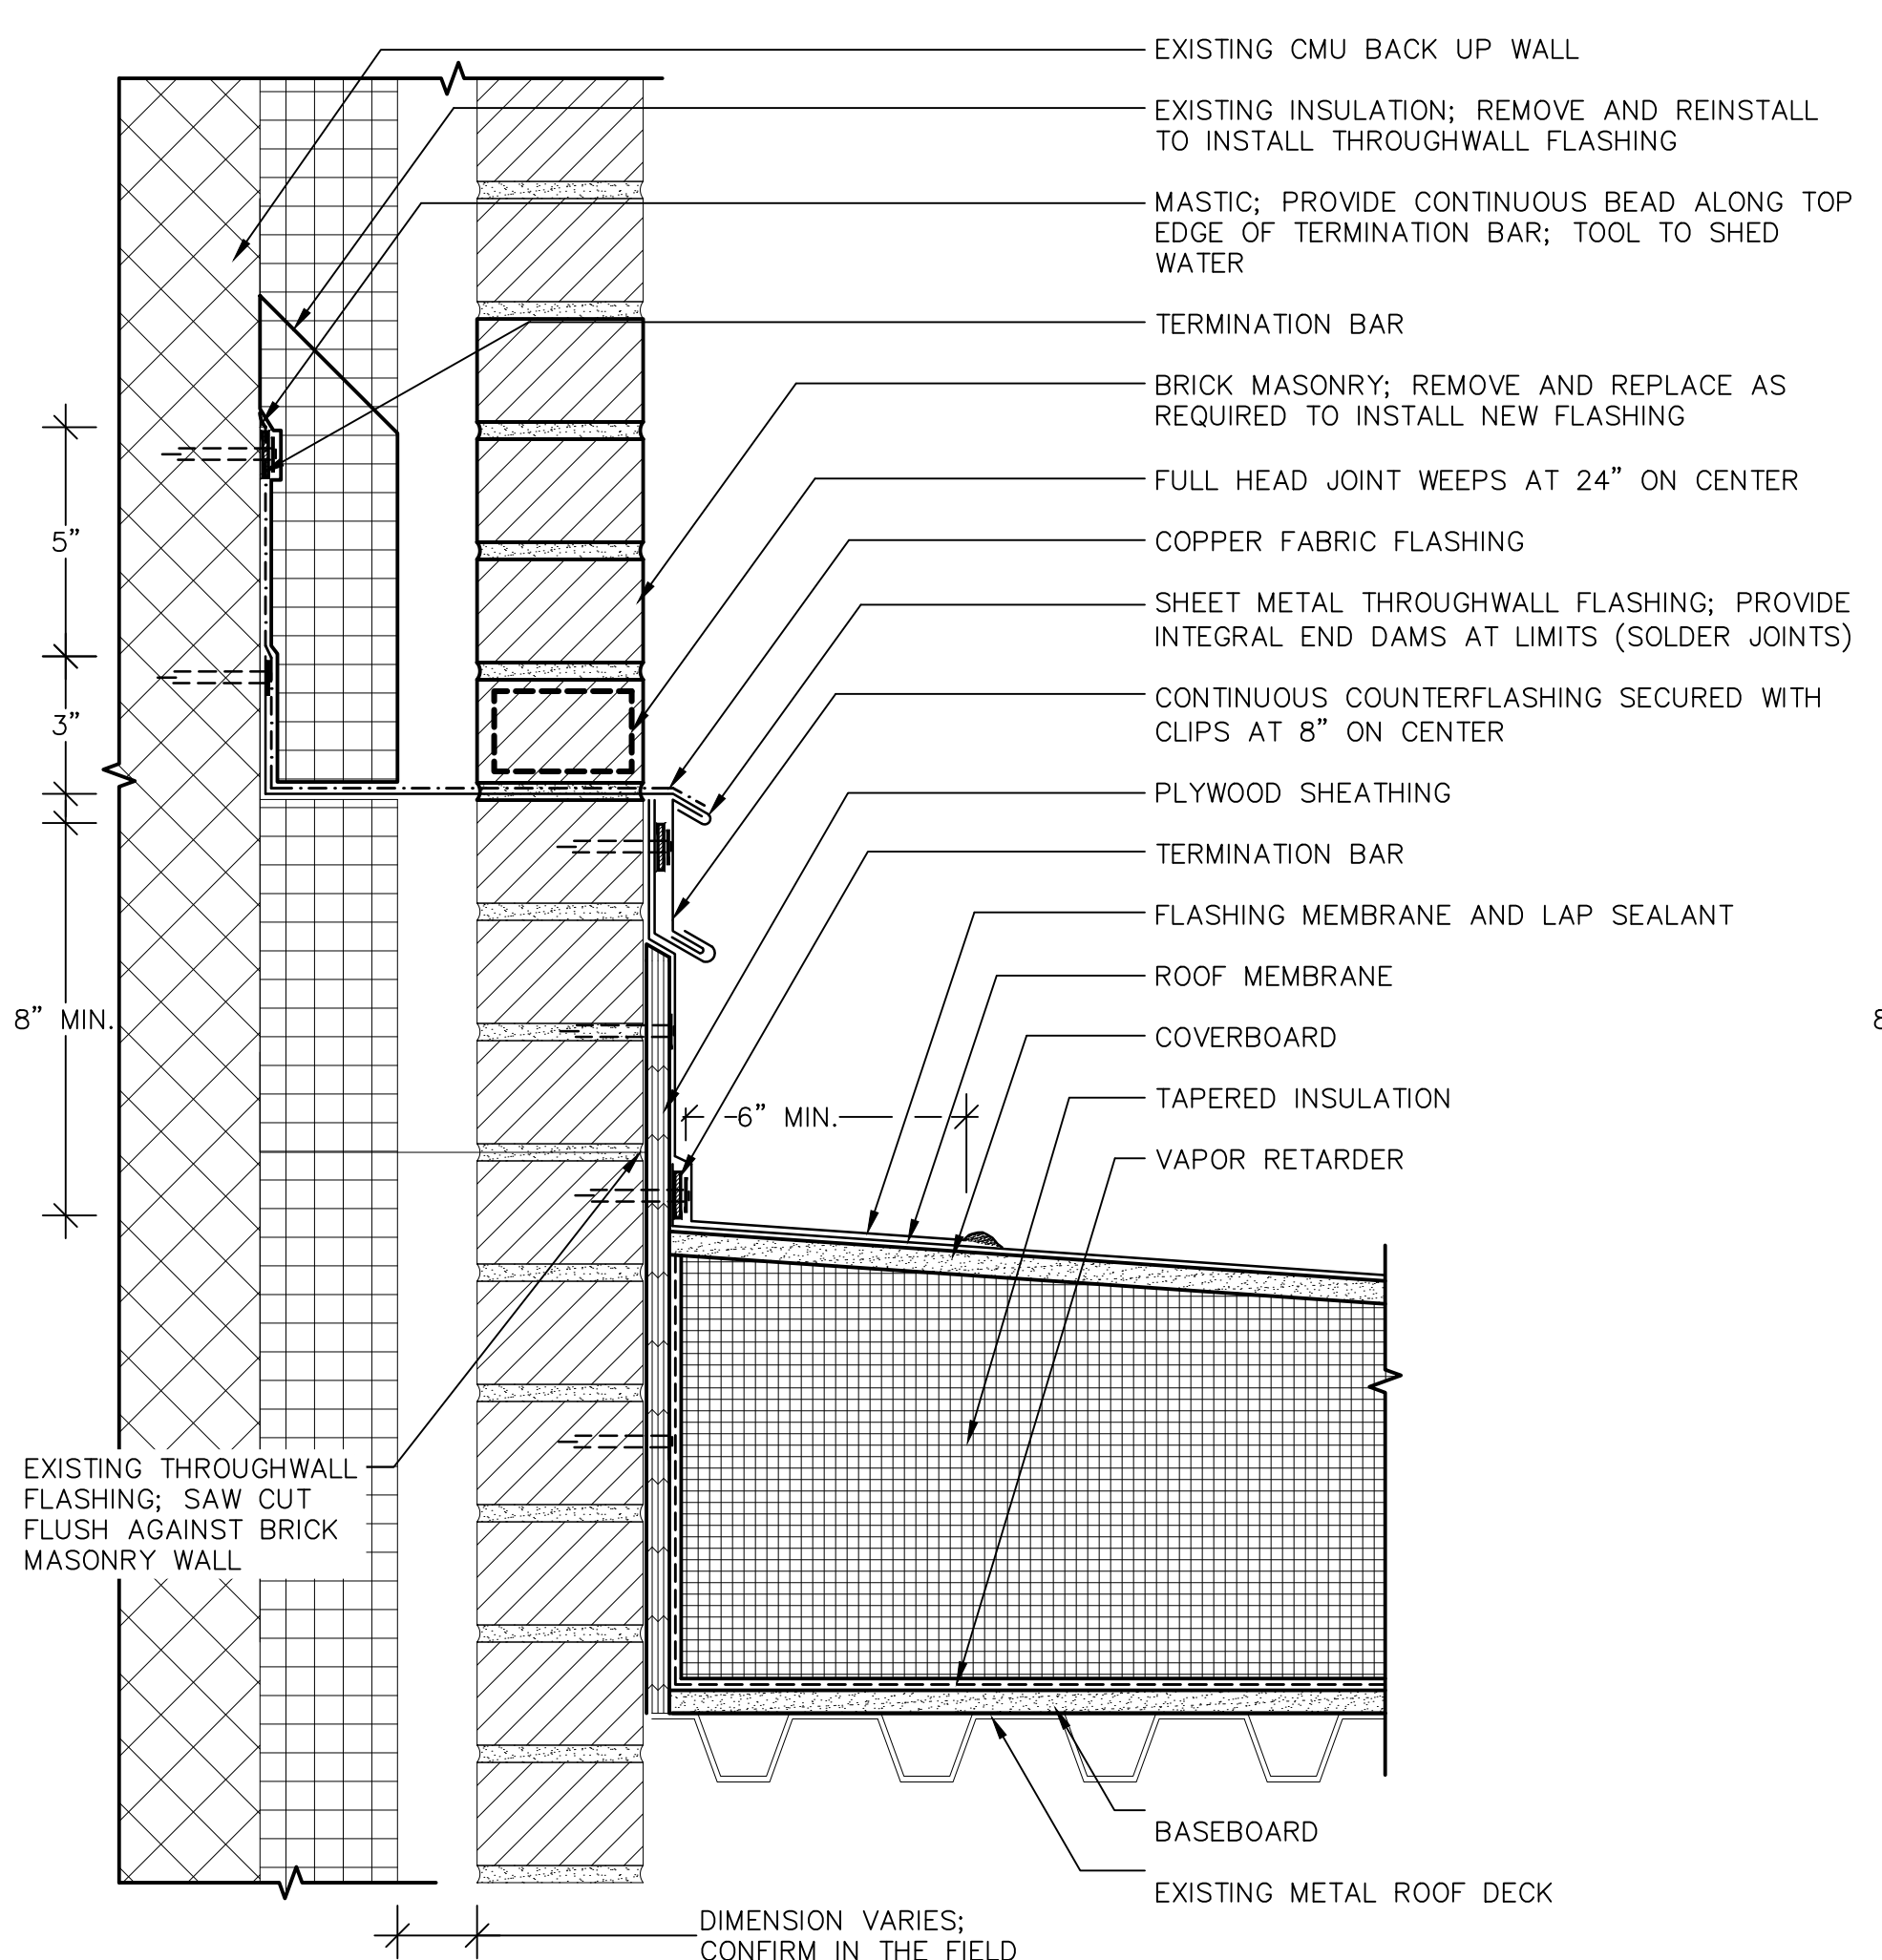 EXISTING CMU BACK UP WALL
EXISTING INSULATION; REMOVE AND REINSTALL
TO INSTALL THROUGHWALL FLASHING
MASTIC; PROVIDE CONTINUOUS BEAD ALONG TOP
EDGE OF TERMINATION BAR; TOOL TO SHED
WATER
TERMINATION BAR
BRICK MASONRY; REMOVE AND REPLACE AS
REQUIRED TO INSTALL NEW FLASHING
FULL HEAD JOINT WEEPS AT 24” ON CENTER
COPPER FABRIC FLASHING
SHEET METAL THROUGHWALL FLASHING; PROVIDE
INTEGRAL END DAMS AT LIMITS (SOLDER JOINTS)
CONTINUOUS COUNTERFLASHING SECURED WITH
CLIPS AT 8” ON CENTER
PLYWOOD SHEATHING
TERMINATION BAR
FLASHING MEMBRANE AND LAP SEALANT
ROOF MEMBRANE
COVERBOARD
TAPERED INSULATION
VAPOR RETARDER
5”
3”
8” MIN.
8
6” MIN.
EXISTING THROUGHWALL
FLASHING; SAW CUT
FLUSH AGAINST BRICK
MASONRY WALL
BASEBOARD
EXISTING METAL ROOF DECK
DIMENSION VARIES;
CONFIRM IN THE FIELD